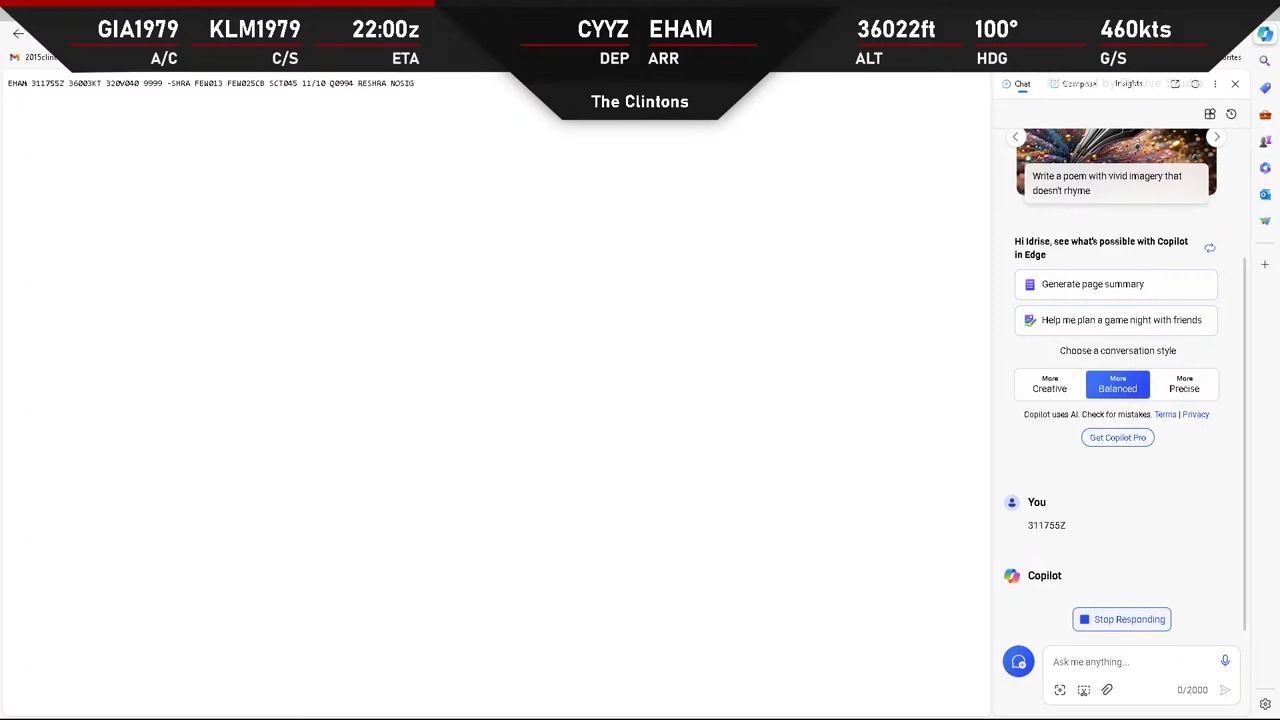 GIA1979 KLM1979 22:00z CYYZ EHAM 36022ft 100° 460kts
A/C C/S ETA DEP ARR ALT HDG G/S
The Clintons
2015clin
EHAM 311755Z 36003KT 320V040 9999 -SHRA FEW013 FEW025CB SCT045 11/10 Q0994 RESHRA NOSIG
Chat Compose Insights
Write a poem with vivid imagery that
doesn't rhyme
Hi Idrise, see what's possible with Copilot
in Edge
Generate page summary
Help me plan a game night with friends
Choose a conversation style
More More More
Creative Balanced Precise
Copilot uses AI. Check for mistakes. Terms | Privacy
Get Copilot Pro
You
311755Z
Copilot
Stop Responding
Ask me anything...
0/2000